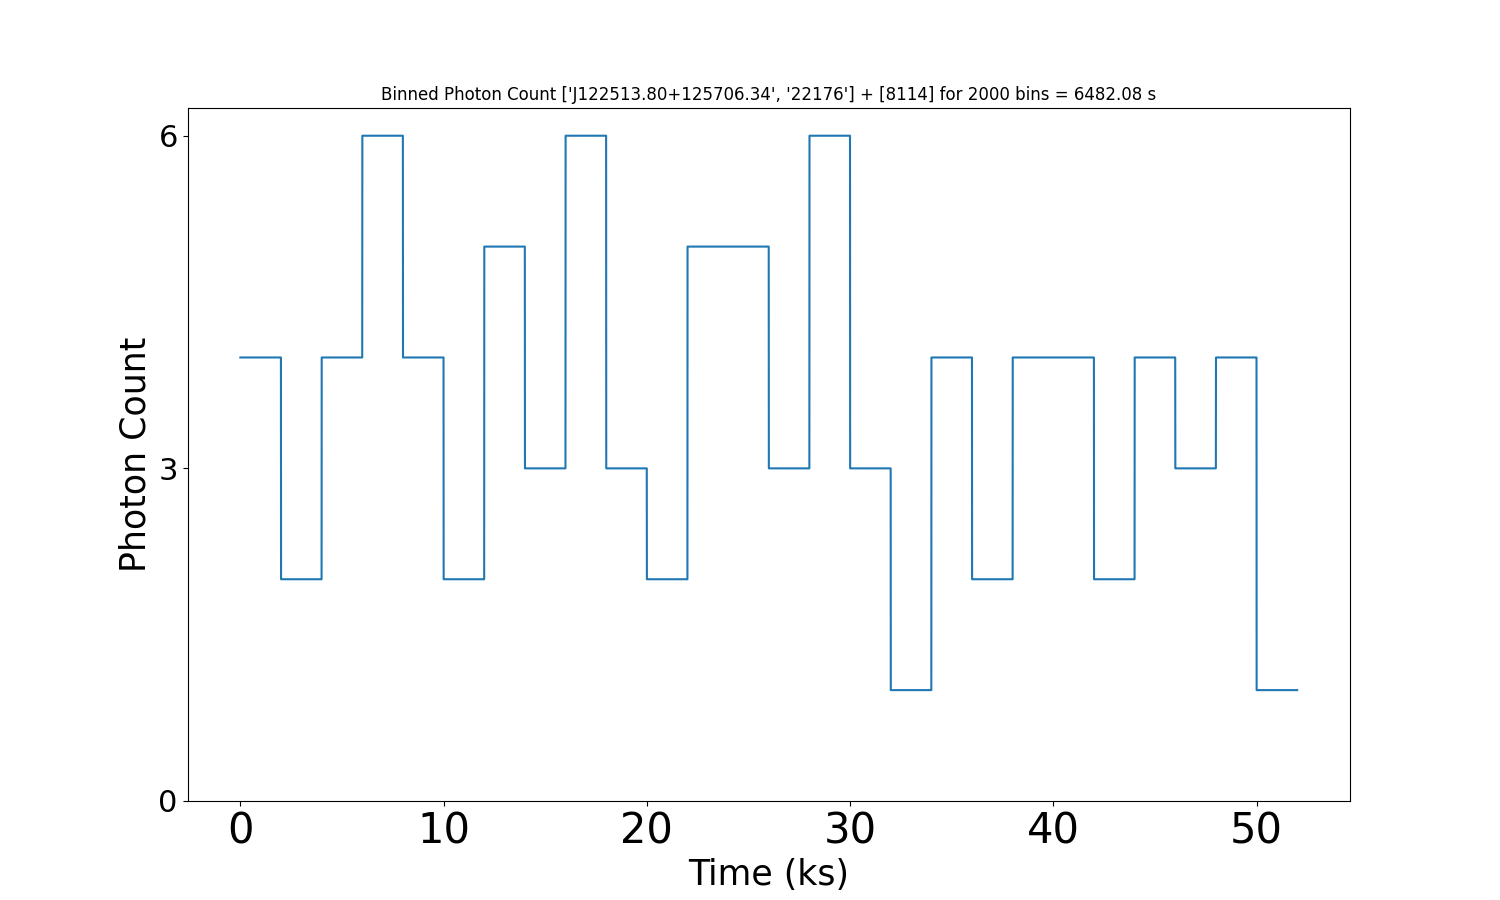 Binned Photon Count ['J122513.80+125706.34', '22176'] + [8114] for 2000 bins = 6482.08 s
6
3
0
Photon Count
0 10 20 30 40 50
Time (ks)